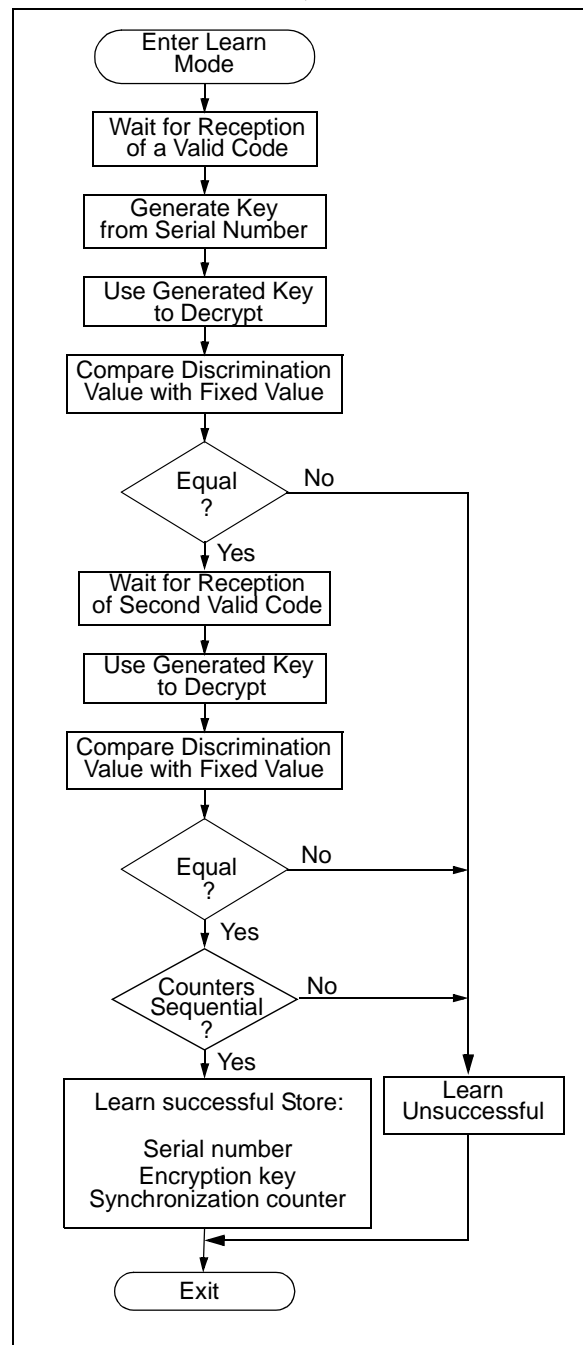 Enter Learn
Mode
Wait for Reception
of a Valid Code
Generate Key
from Serial Number
Use Generated Key
to Decrypt
Compare Discrimination
Value with Fixed Value
Equal
?
No
Yes
Wait for Reception
of Second Valid Code
Use Generated Key
to Decrypt
Compare Discrimination
Value with Fixed Value
Equal
?
No
Yes
Counters
Sequential
?
No
Yes
Learn successful Store:
Serial number
Encryption key
Synchronization counter
Learn
Unsuccessful
Exit